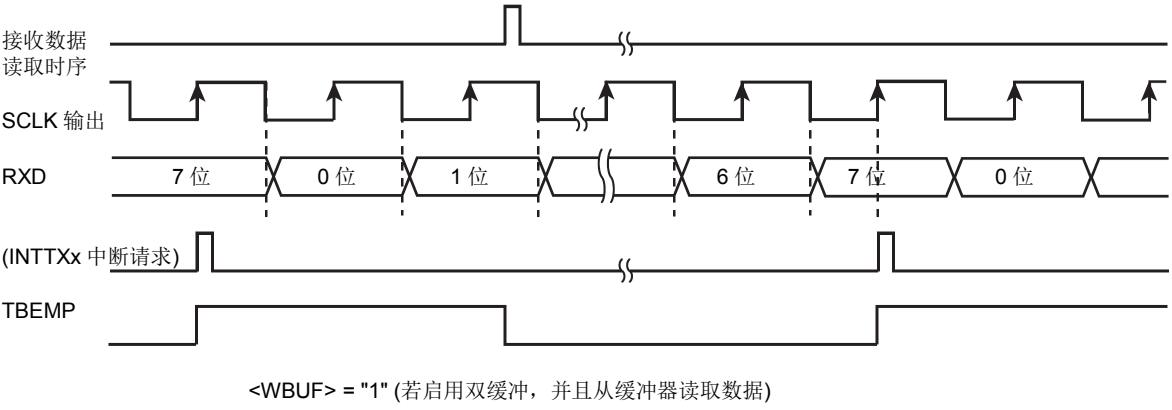 接收数据
读取时序
SCLK 输出
RXD 7 位 0 位 1 位 6 位 7 位 0 位
(INTTXx 中断请求)
TBEMP
<WBUF> = "1" (若启用双缓冲，并且从缓冲器读取数据)